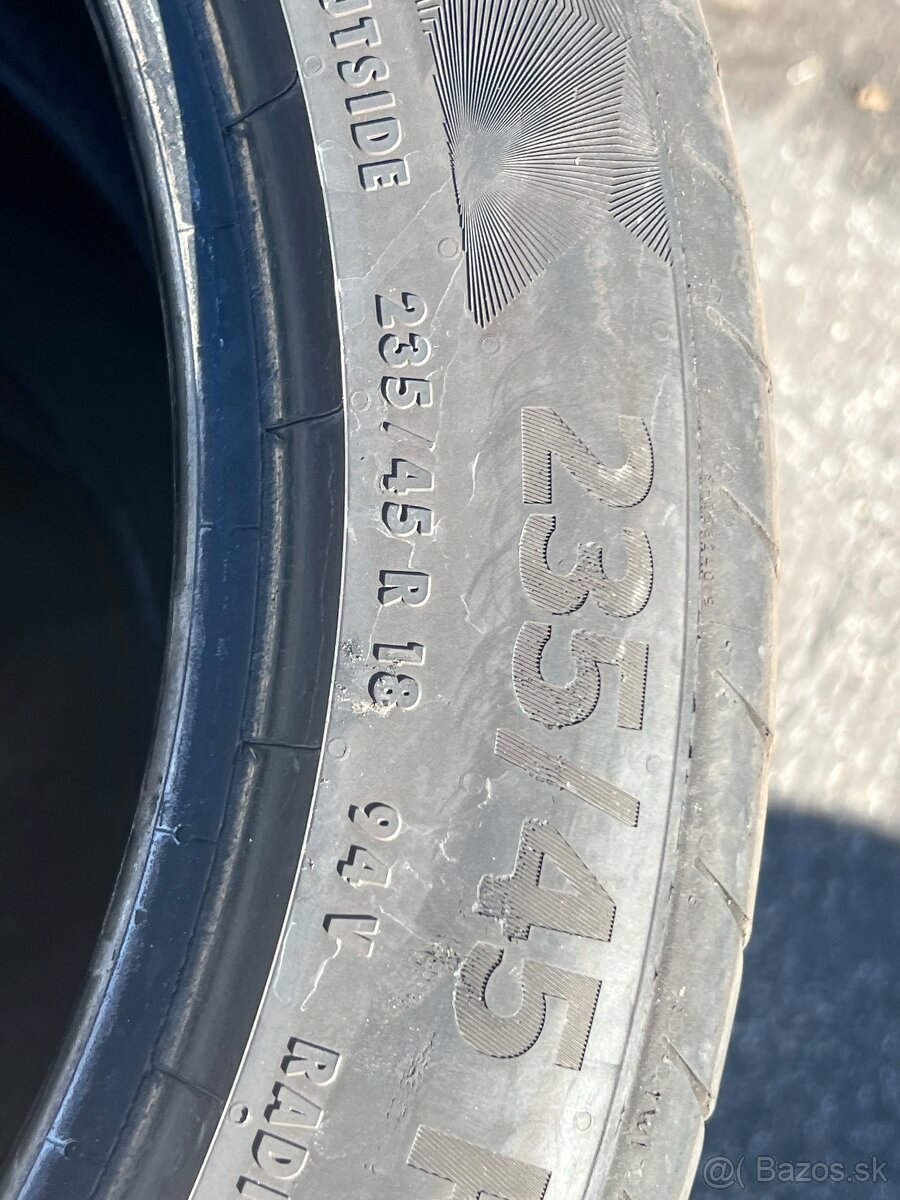 OUTSIDE
235/45 R 18 94 V RADI
235/45 R
@( Bazos.sk